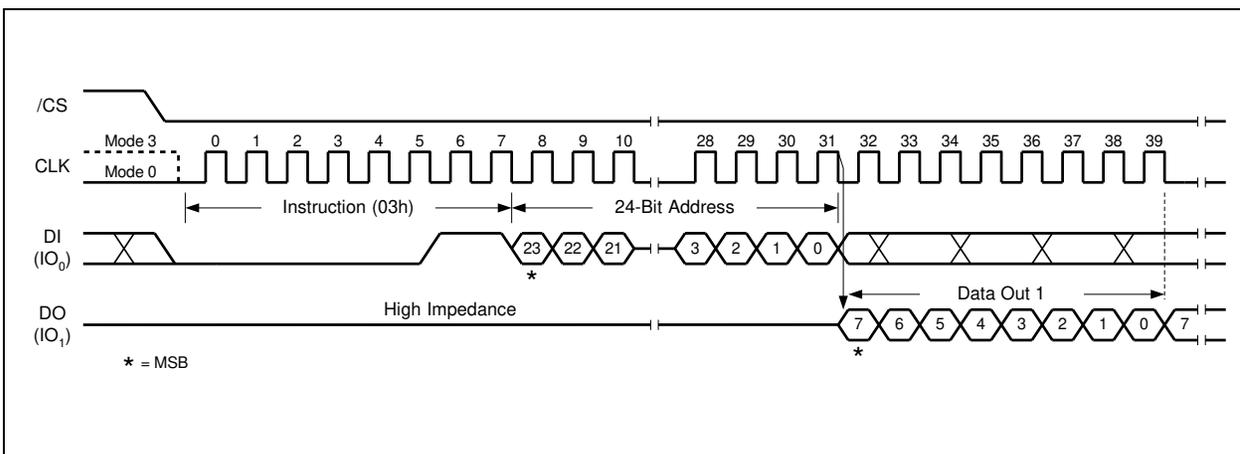 /CS
Mode 3 0 1 2 3 4 5 6 7 8 9 10 28 29 30 31 32 33 34 35 36 37 38 39
CLK
Mode 0
Instruction (03h) 24-Bit Address
DI
(IO0) 23 22 21 3 2 1 0
*
Data Out 1
High Impedance
DO
(IO1) 7 6 5 4 3 2 1 0 7
*
* = MSB